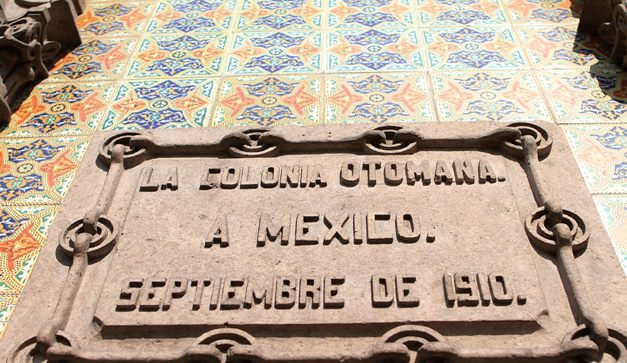 LA COLONIA OTOMANA.
A MEXICO.
SEPTIEMBRE DE 1910.